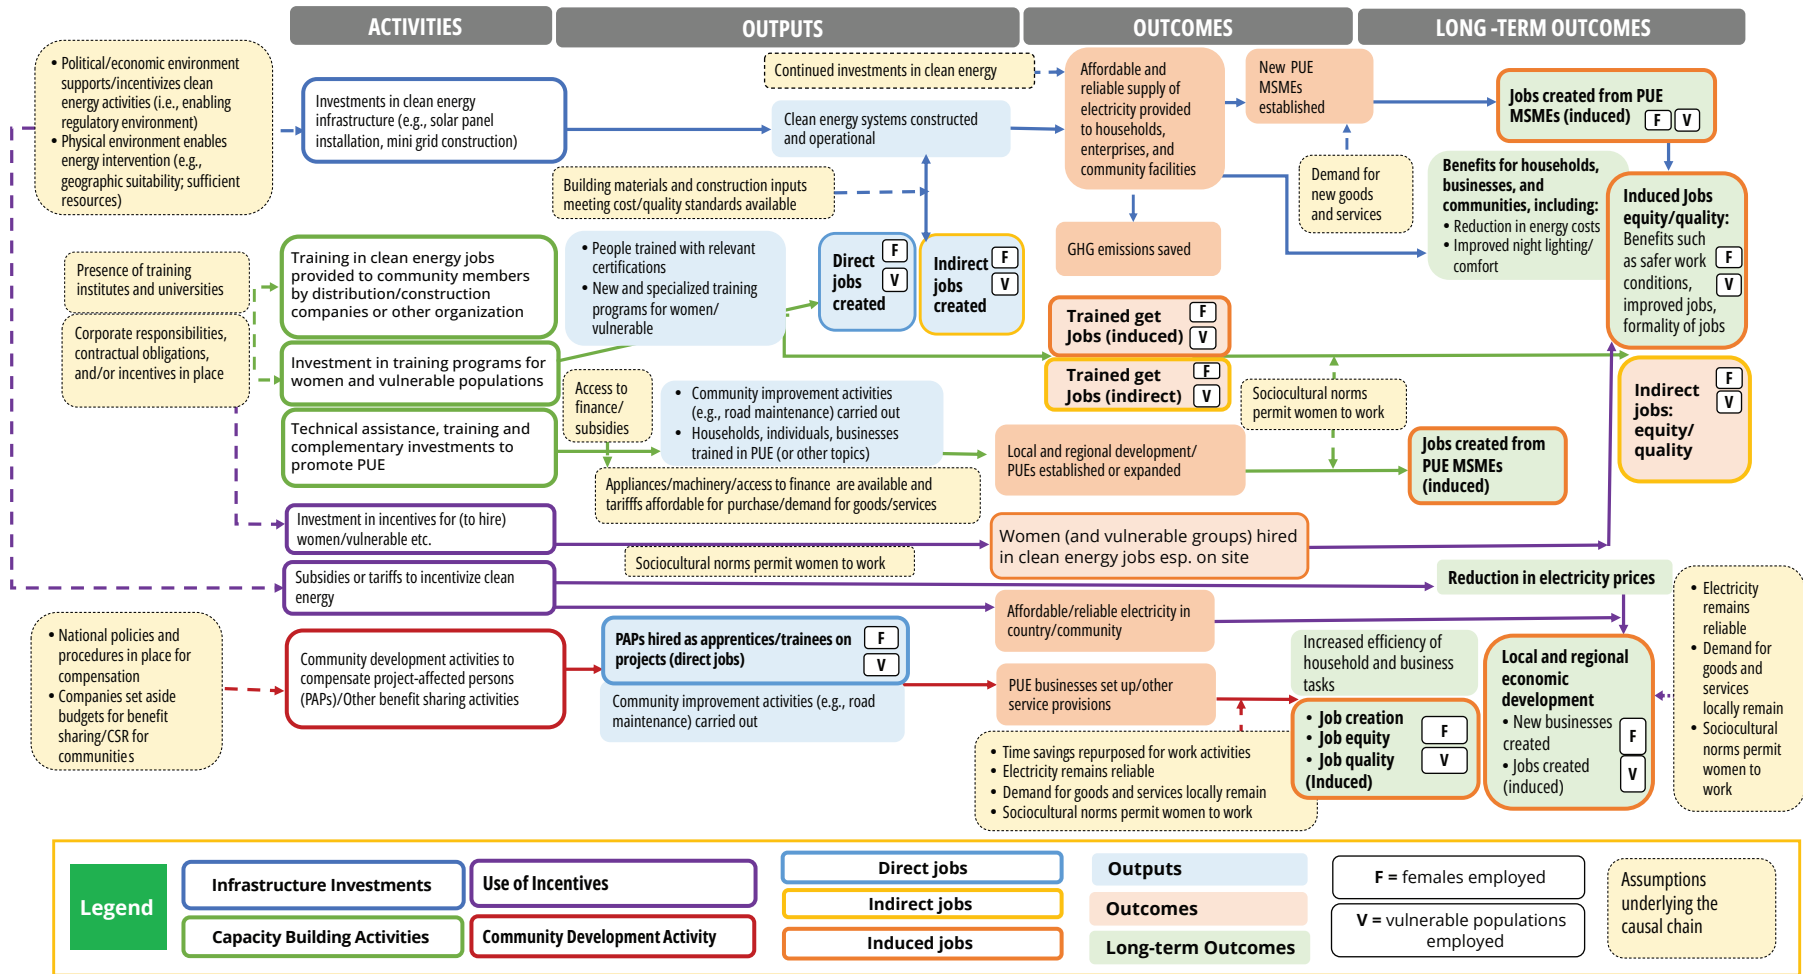 ACTIVITIES
OUTPUTS
OUTCOMES
LONG -TERM OUTCOMES
• Political/economic environment
supports/incentivizes clean
energy activities (i.e., enabling
regulatory environment)
• Physical environment enables
energy intervention (e.g.,
geographic suitability; sufficient
resources)
Investments in clean energy
infrastructure (e.g., solar panel
installation, mini grid construction)
Continued investments in clean energy
Clean energy systems constructed
and operational
Building materials and construction inputs
meeting cost/quality standards available
Affordable and
reliable supply of
electricity provided
to households,
enterprises, and
community facilities
New PUE
MSMEs
established
Demand for
new goods
and services
GHG emissions saved
Jobs created from PUE
MSMEs (induced)
F
V
Benefits for households,
businesses, and
communities, including:
• Reduction in energy costs
• Improved night lighting/
comfort
Induced Jobs
equity/quality:
Benefits such
as safer work
conditions,
improved jobs,
formality of jobs
F
V
Presence of training
institutes and universities
Corporate responsibilities,
contractual obligations,
and/or incentives in place
Training in clean energy jobs
provided to community members
by distribution/construction
companies or other organization
Investment in training programs for
women and vulnerable populations
Technical assistance, training and
complementary investments to
promote PUE
• People trained with relevant
certifications
• New and specialized training
programs for women/
vulnerable
Direct
jobs
created
F
V
Indirect
jobs
created
F
V
Trained get
Jobs (induced)
F
V
Trained get
Jobs (indirect)
F
V
Access to
finance/
subsidies
• Community improvement activities
(e.g., road maintenance) carried out
• Households, individuals, businesses
trained in PUE (or other topics)
Appliances/machinery/access to finance are available and
tarifffs affordable for purchase/demand for goods/services
Local and regional development/
PUEs established or expanded
Sociocultural norms
permit women to work
Jobs created from
PUE MSMEs
(induced)
Indirect
jobs:
equity/
quality
F
V
Investment in incentives for (to hire)
women/vulnerable etc.
Sociocultural norms permit women to work
Women (and vulnerable groups) hired
in clean energy jobs esp. on site
Subsidies or tariffs to incentivize clean
energy
Reduction in electricity prices
Affordable/reliable electricity in
country/community
• National policies and
procedures in place for
compensation
• Companies set aside
budgets for benefit
sharing/CSR for
communities
Community development activities to
compensate project-affected persons
(PAPs)/Other benefit sharing activities
PAPs hired as apprentices/trainees on
projects (direct jobs)
F
V
Community improvement activities (e.g., road
maintenance) carried out
PUE businesses set up/other
service provisions
• Time savings repurposed for work activities
• Electricity remains reliable
• Demand for goods and services locally remain
• Sociocultural norms permit women to work
Increased efficiency of
household and business
tasks
• Job creation
• Job equity
• Job quality
(Induced)
F
V
Local and regional
economic
development
• New businesses
created
• Jobs created
(induced)
F
V
• Electricity
remains
reliable
• Demand for
goods and
services
locally remain
• Sociocultural
norms permit
women to
work
Legend
Infrastructure Investments
Capacity Building Activities
Use of Incentives
Community Development Activity
Direct jobs
Indirect jobs
Induced jobs
Outputs
Outcomes
Long-term Outcomes
F = females employed
V = vulnerable populations
employed
Assumptions
underlying the
causal chain